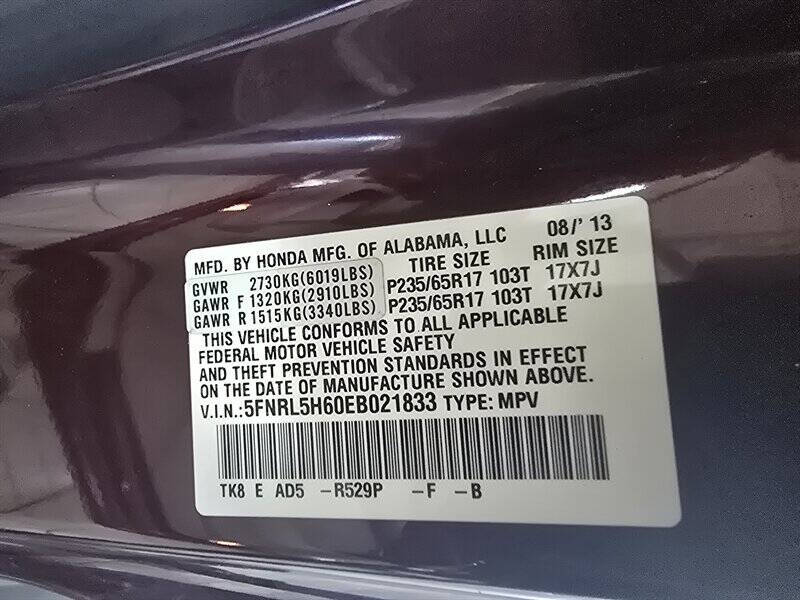 MFD. BY HONDA MFG. OF ALABAMA, LLC 08/' 13
TIRE SIZE RIM SIZE
GVWR 2730KG(6019LBS)
GAWR F 1320KG(2910LBS) P235/65R17 103T 17X7J
GAWR R 1515KG(3340LBS) P235/65R17 103T 17X7J
THIS VEHICLE CONFORMS TO ALL APPLICABLE
FEDERAL MOTOR VEHICLE SAFETY
AND THEFT PREVENTION STANDARDS IN EFFECT
ON THE DATE OF MANUFACTURE SHOWN ABOVE.
V.I.N.: 5FNRL5H60EB021833 TYPE: MPV
TK8 E AD5 -R529P -F -B